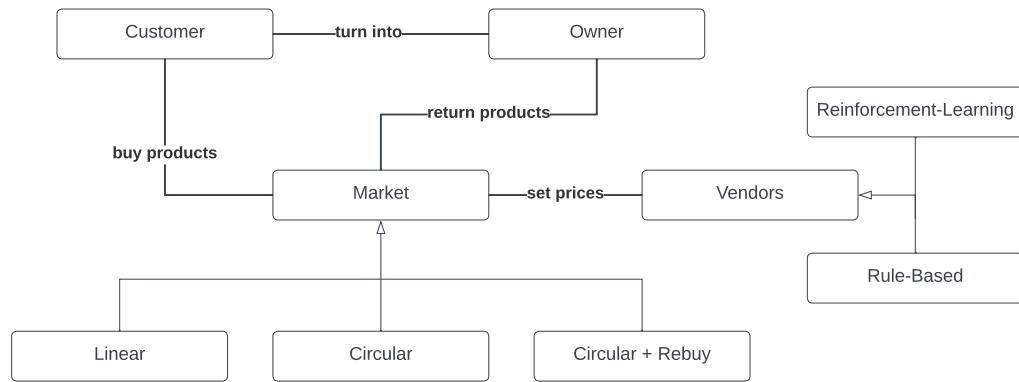 Customer
turn into
Owner
return products
Reinforcement-Learning
buy products
Market
set prices
Vendors
Rule-Based
Linear
Circular
Circular + Rebuy